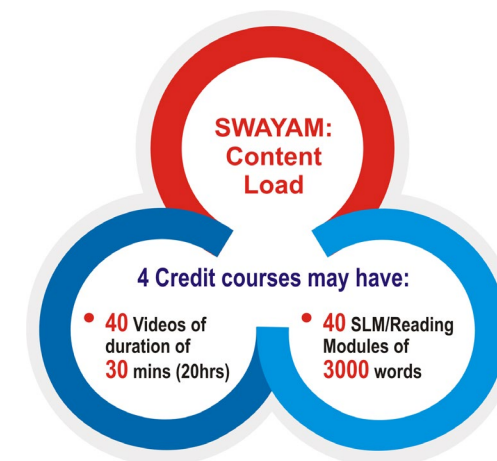 SWAYAM:
Content
Load
4 Credit courses may have:
• 40 Videos of
duration of
30 mins (20hrs)
• 40 SLM/Reading
Modules of
3000 words